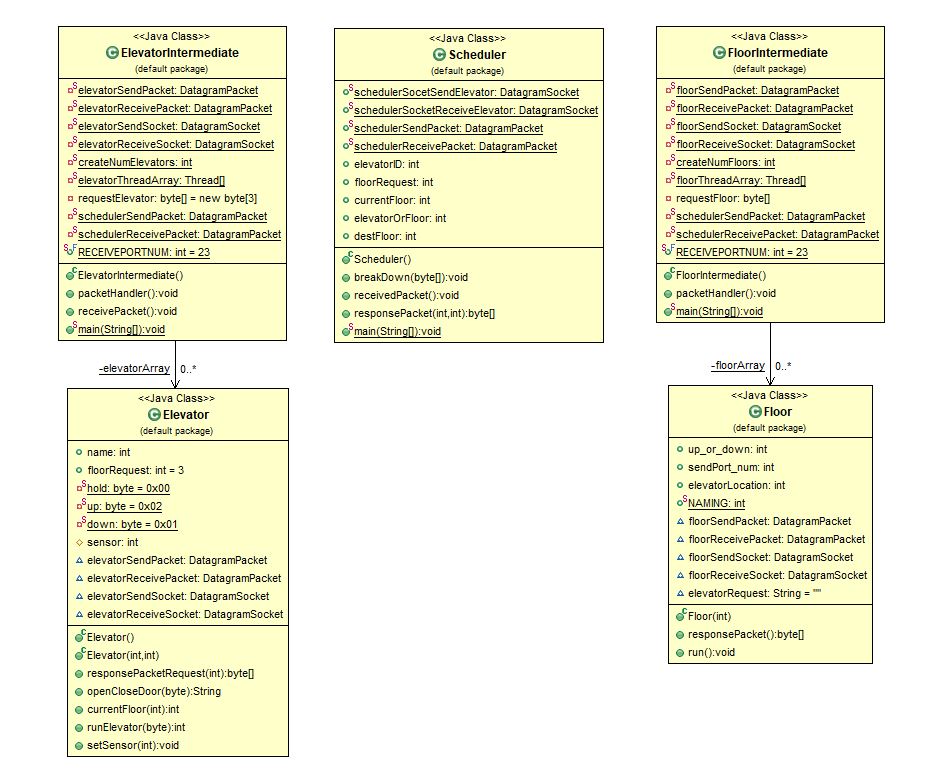 <<Java Class>>
ElevatorIntermediate
(default package)
elevatorSendPacket: DatagramPacket
elevatorReceivePacket: DatagramPacket
elevatorSendSocket: DatagramSocket
elevatorReceiveSocket: DatagramSocket
createNumElevators: int
elevatorThreadArray: Thread[]
requestElevator: byte[] = new byte[3]
schedulerSendPacket: DatagramPacket
schedulerReceivePacket: DatagramPacket
RECEIVEPORTNUM: int = 23
ElevatorIntermediate()
packetHandler():void
receivePacket():void
main(String[]):void
-elevatorArray 0..*
<<Java Class>>
Elevator
(default package)
name: int
floorRequest: int = 3
hold: byte = 0x00
up: byte = 0x02
down: byte = 0x01
sensor: int
elevatorSendPacket: DatagramPacket
elevatorReceivePacket: DatagramPacket
elevatorSendSocket: DatagramSocket
elevatorReceiveSocket: DatagramSocket
Elevator()
Elevator(int,int)
responsePacketRequest(int):byte[]
openCloseDoor(byte):String
currentFloor(int):int
runElevator(byte):int
setSensor(int):void
<<Java Class>>
Scheduler
(default package)
schedulerSocetSendElevator: DatagramSocket
schedulerSocketReceiveElevator: DatagramSocket
schedulerSendPacket: DatagramPacket
schedulerReceivePacket: DatagramPacket
elevatorID: int
floorRequest: int
currentFloor: int
elevatorOrFloor: int
destFloor: int
Scheduler()
breakDown(byte[]):void
receivedPacket():void
responsePacket(int,int):byte[]
main(String[]):void
<<Java Class>>
FloorIntermediate
(default package)
floorSendPacket: DatagramPacket
floorReceivePacket: DatagramPacket
floorSendSocket: DatagramSocket
floorReceiveSocket: DatagramSocket
createNumFloors: int
floorThreadArray: Thread[]
requestFloor: byte[]
schedulerSendPacket: DatagramPacket
schedulerReceivePacket: DatagramPacket
RECEIVEPORTNUM: int = 23
FloorIntermediate()
packetHandler():void
main(String[]):void
-floorArray 0..*
<<Java Class>>
Floor
(default package)
up_or_down: int
sendPort_num: int
elevatorLocation: int
NAMING: int
floorSendPacket: DatagramPacket
floorReceivePacket: DatagramPacket
floorSendSocket: DatagramSocket
floorReceiveSocket: DatagramSocket
elevatorRequest: String = ""
Floor(int)
responsePacket():byte[]
run():void